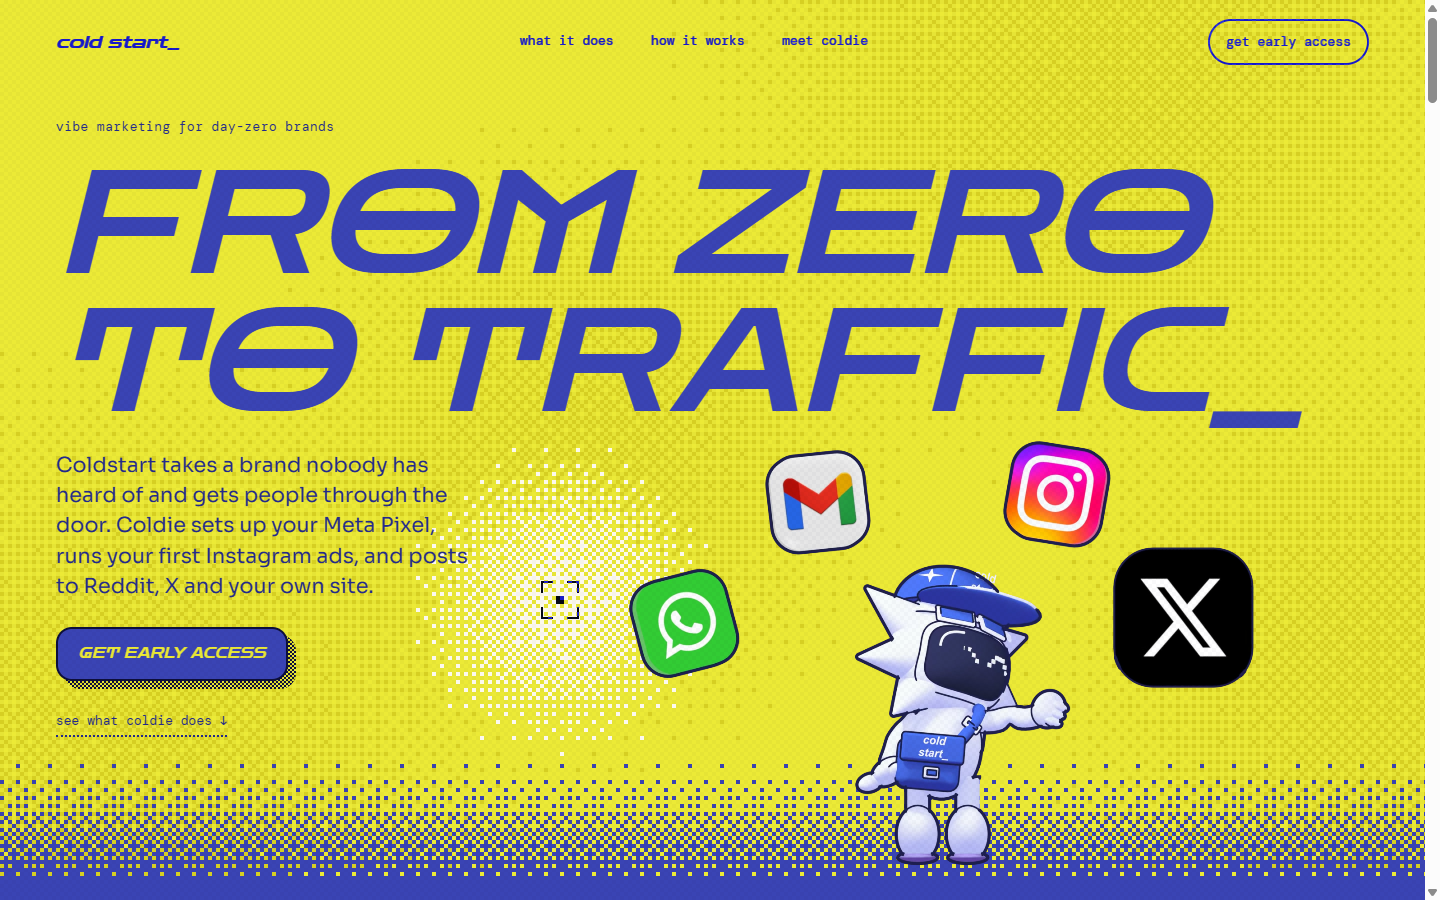 cold start_
what it does
how it works
meet coldie
get early access
vibe marketing for day-zero brands
FROM ZERO
TO TRAFFIC_
Coldstart takes a brand nobody has
heard of and gets people through the
door. Coldie sets up your Meta Pixel,
runs your first Instagram ads, and posts
to Reddit, X and your own site.
GET EARLY ACCESS
see what coldie does ↓
cold
start_